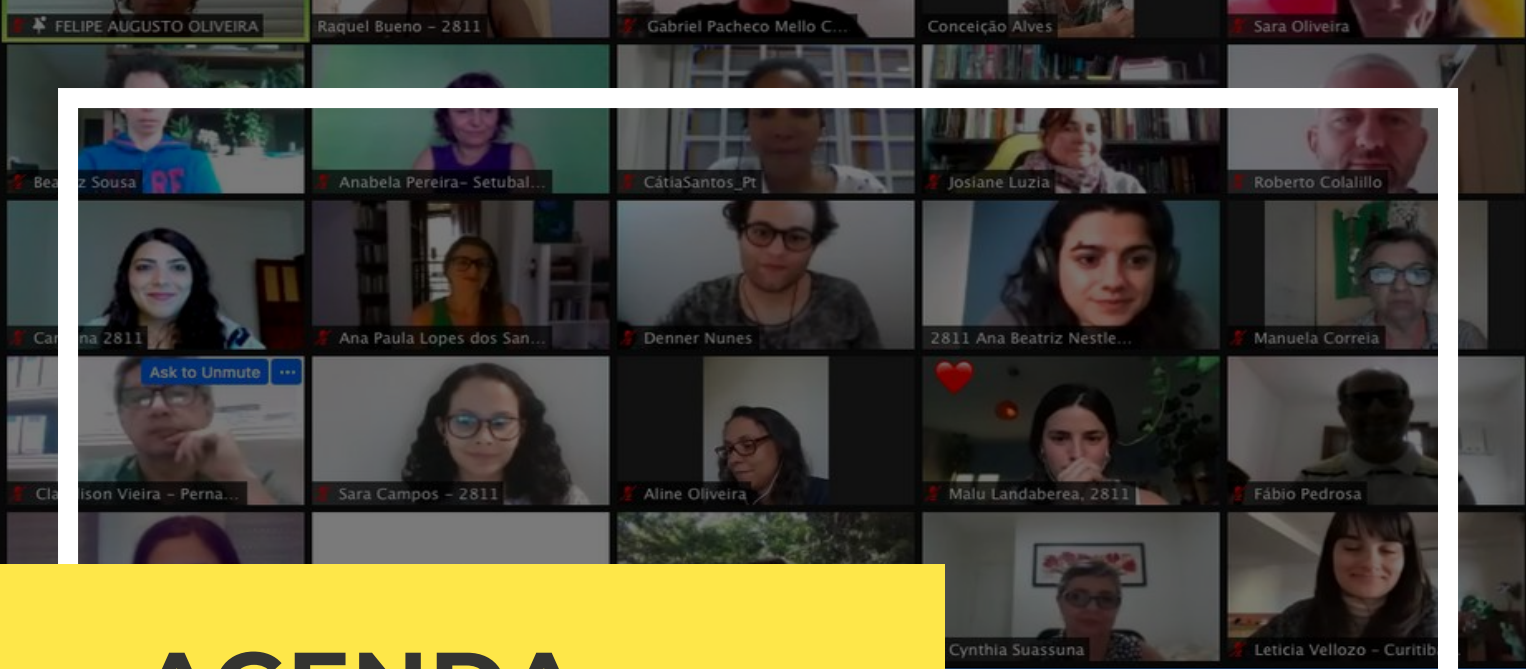 FELIPE AUGUSTO OLIVEIRA
Raquel Bueno – 2811
Gabriel Pacheco Mello C...
Conceição Alves
Sara Oliveira
Sousa
Anabela Pereira– Setubal...
CátiaSantos_Pt
Josiane Luzia
Roberto Colalillo
2811
Ana Paula Lopes dos San...
Denner Nunes
2811 Ana Beatriz Nestle...
Manuela Correia
Ask to Unmute ...
Vieira – Perna...
Sara Campos – 2811
Aline Oliveira
Malu Landaberea, 2811
Fábio Pedrosa
Cynthia Suassuna
Leticia Vellozo – Curitib
AGENDA